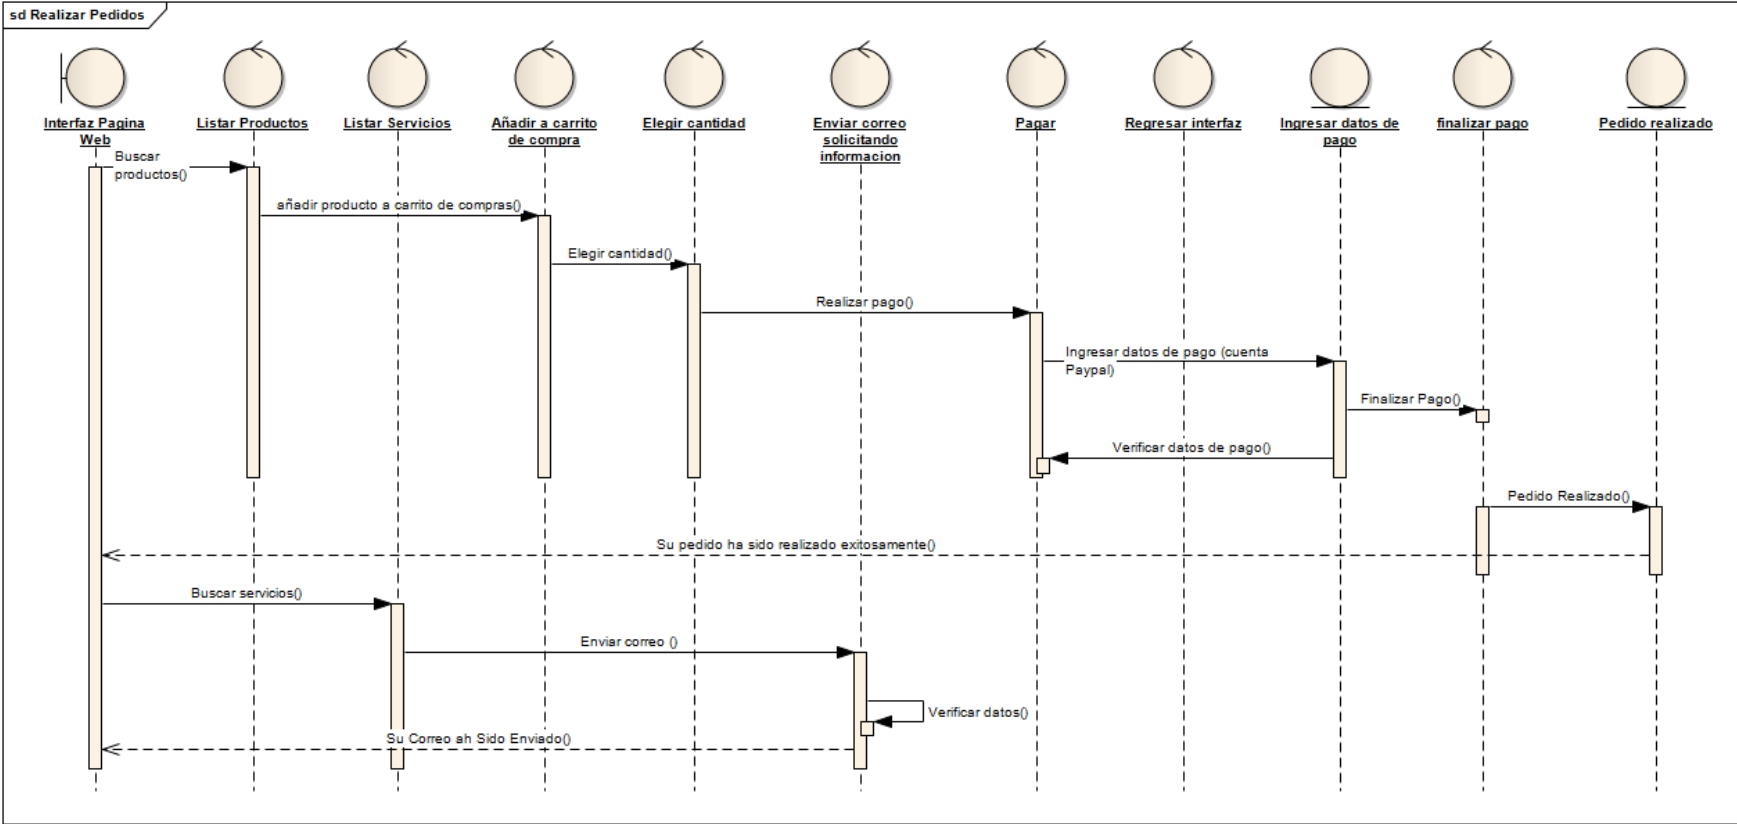 sd Realizar Pedidos
Interfaz Pagina
Web
Listar Productos
Listar Servicios
Añadir a carrito
de compra
Elegir cantidad
Enviar correo
solicitando
informacion
Pagar
Regresar interfaz
Ingresar datos de
pago
finalizar pago
Pedido realizado
Buscar
productos()
añadir producto a carrito de compras()
Elegir cantidad()
Realizar pago()
Ingresar datos de pago (cuenta
Paypal)
Finalizar Pago()
Verificar datos de pago()
Pedido Realizado()
Su pedido ha sido realizado exitosamente()
Buscar servicios()
Enviar correo ()
Verificar datos()
Su Correo ah Sido Enviado()